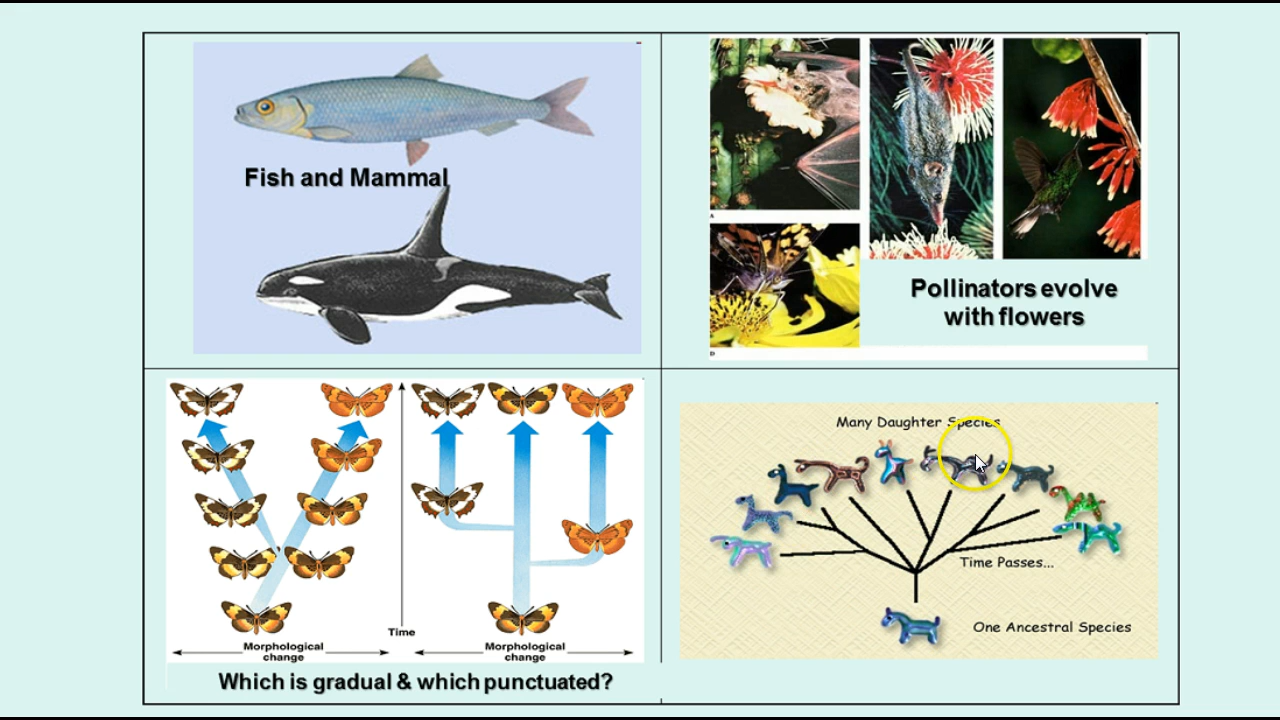 Fish and Mammal
A
D
Pollinators evolve
with flowers
Time
Morphological
change
Morphological
change
Which is gradual & which punctuated?
Many Daughter Species
Time Passes...
One Ancestral Species